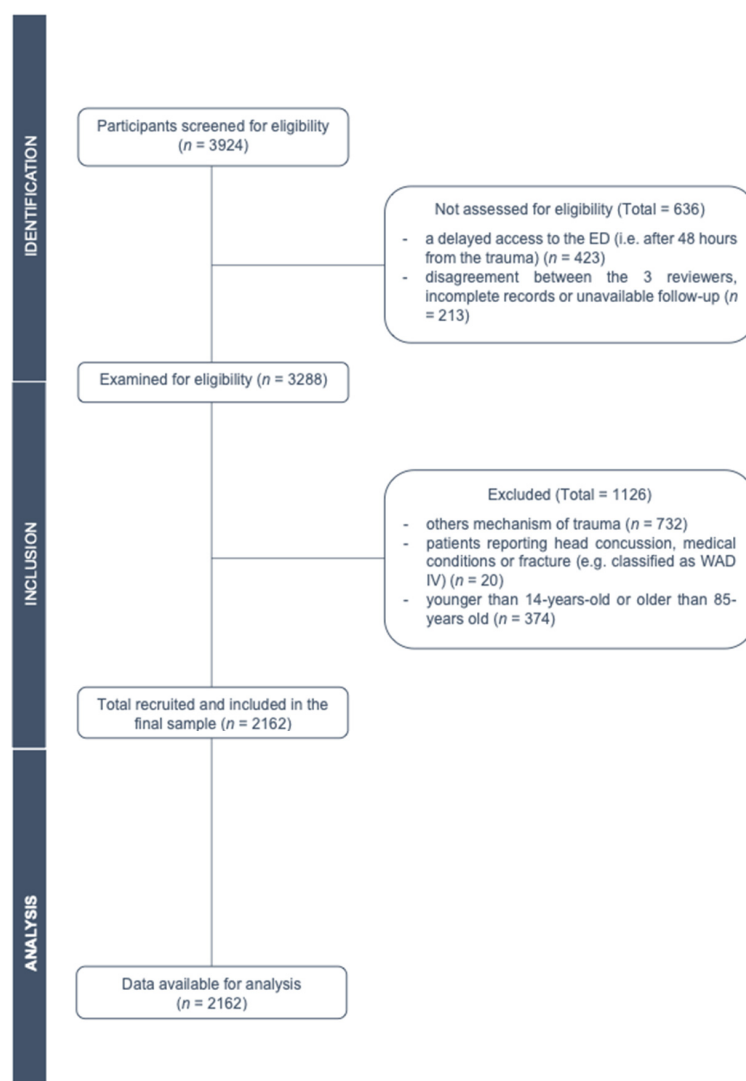 IDENTIFICATION
Participants screened for eligibility
(n = 3924)
Not assessed for eligibility (Total = 636)
- a delayed access to the ED (i.e. after 48 hours
from the trauma) (n = 423)
- disagreement between the 3 reviewers,
incomplete records or unavailable follow-up (n
= 213)
Examined for eligibility (n = 3288)
INCLUSION
Excluded (Total = 1126)
- others mechanism of trauma (n = 732)
- patients reporting head concussion, medical
conditions or fracture (e.g. classified as WAD
IV) (n = 20)
- younger than 14-years-old or older than 85-
years old (n = 374)
Total recruited and included in the
final sample (n = 2162)
ANALYSIS
Data available for analysis
(n = 2162)